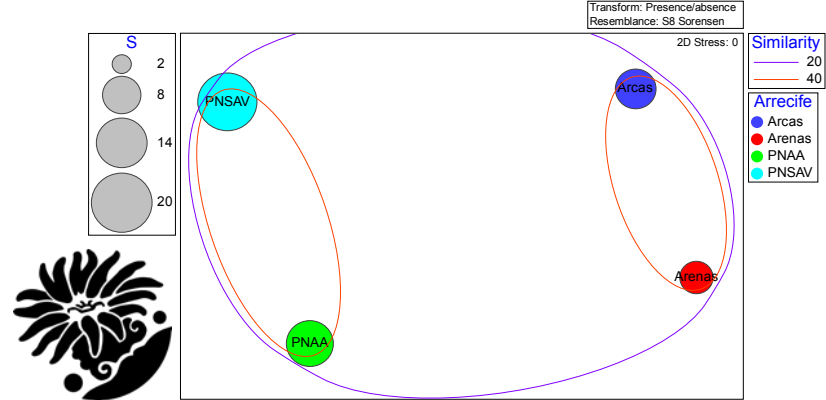 Transform: Presence/absence
Resemblance: S8 Sorensen
S
2
8
14
20
2D Stress: 0
PNSAV
Arcas
Arenas
PNAA
Similarity
20
40
Arrecife
Arcas
Arenas
PNAA
PNSAV